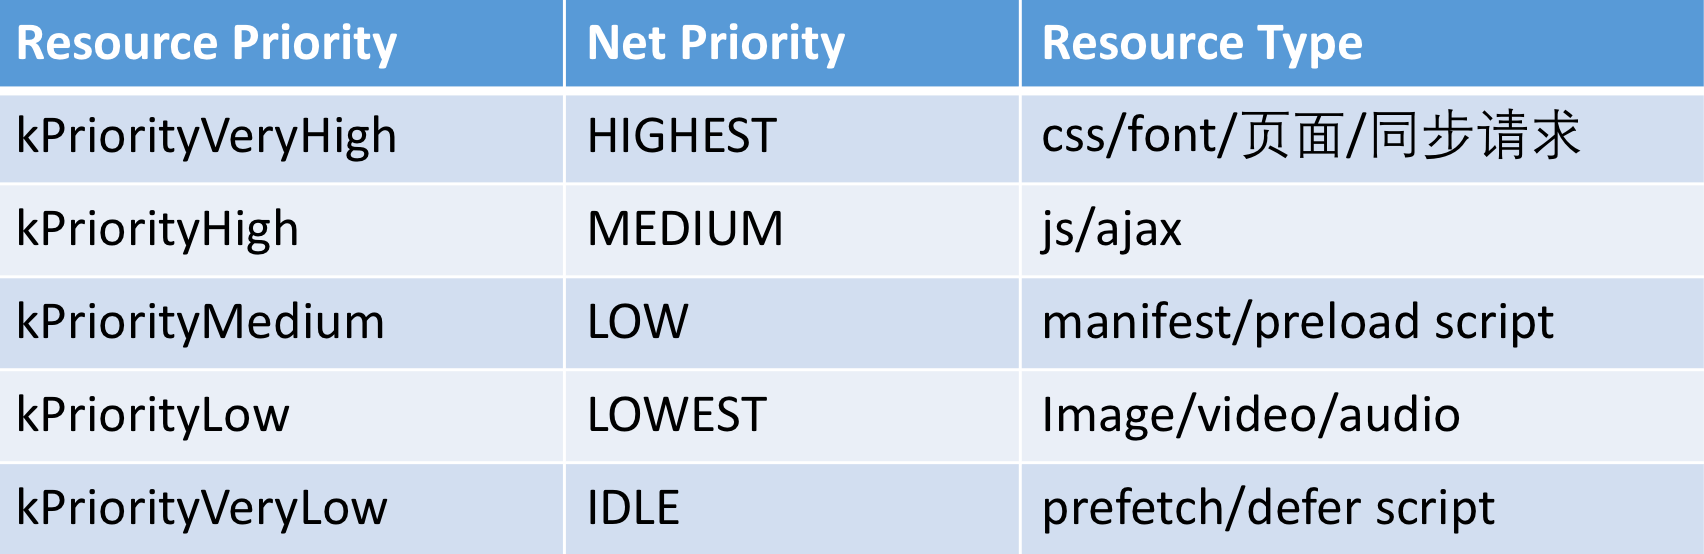 Resource Priority Net Priority Resource Type
kPriorityVeryHigh HIGHEST css/font/页面/同步请求
kPriorityHigh MEDIUM js/ajax
kPriorityMedium LOW manifest/preload script
kPriorityLow LOWEST Image/video/audio
kPriorityVeryLow IDLE prefetch/defer script